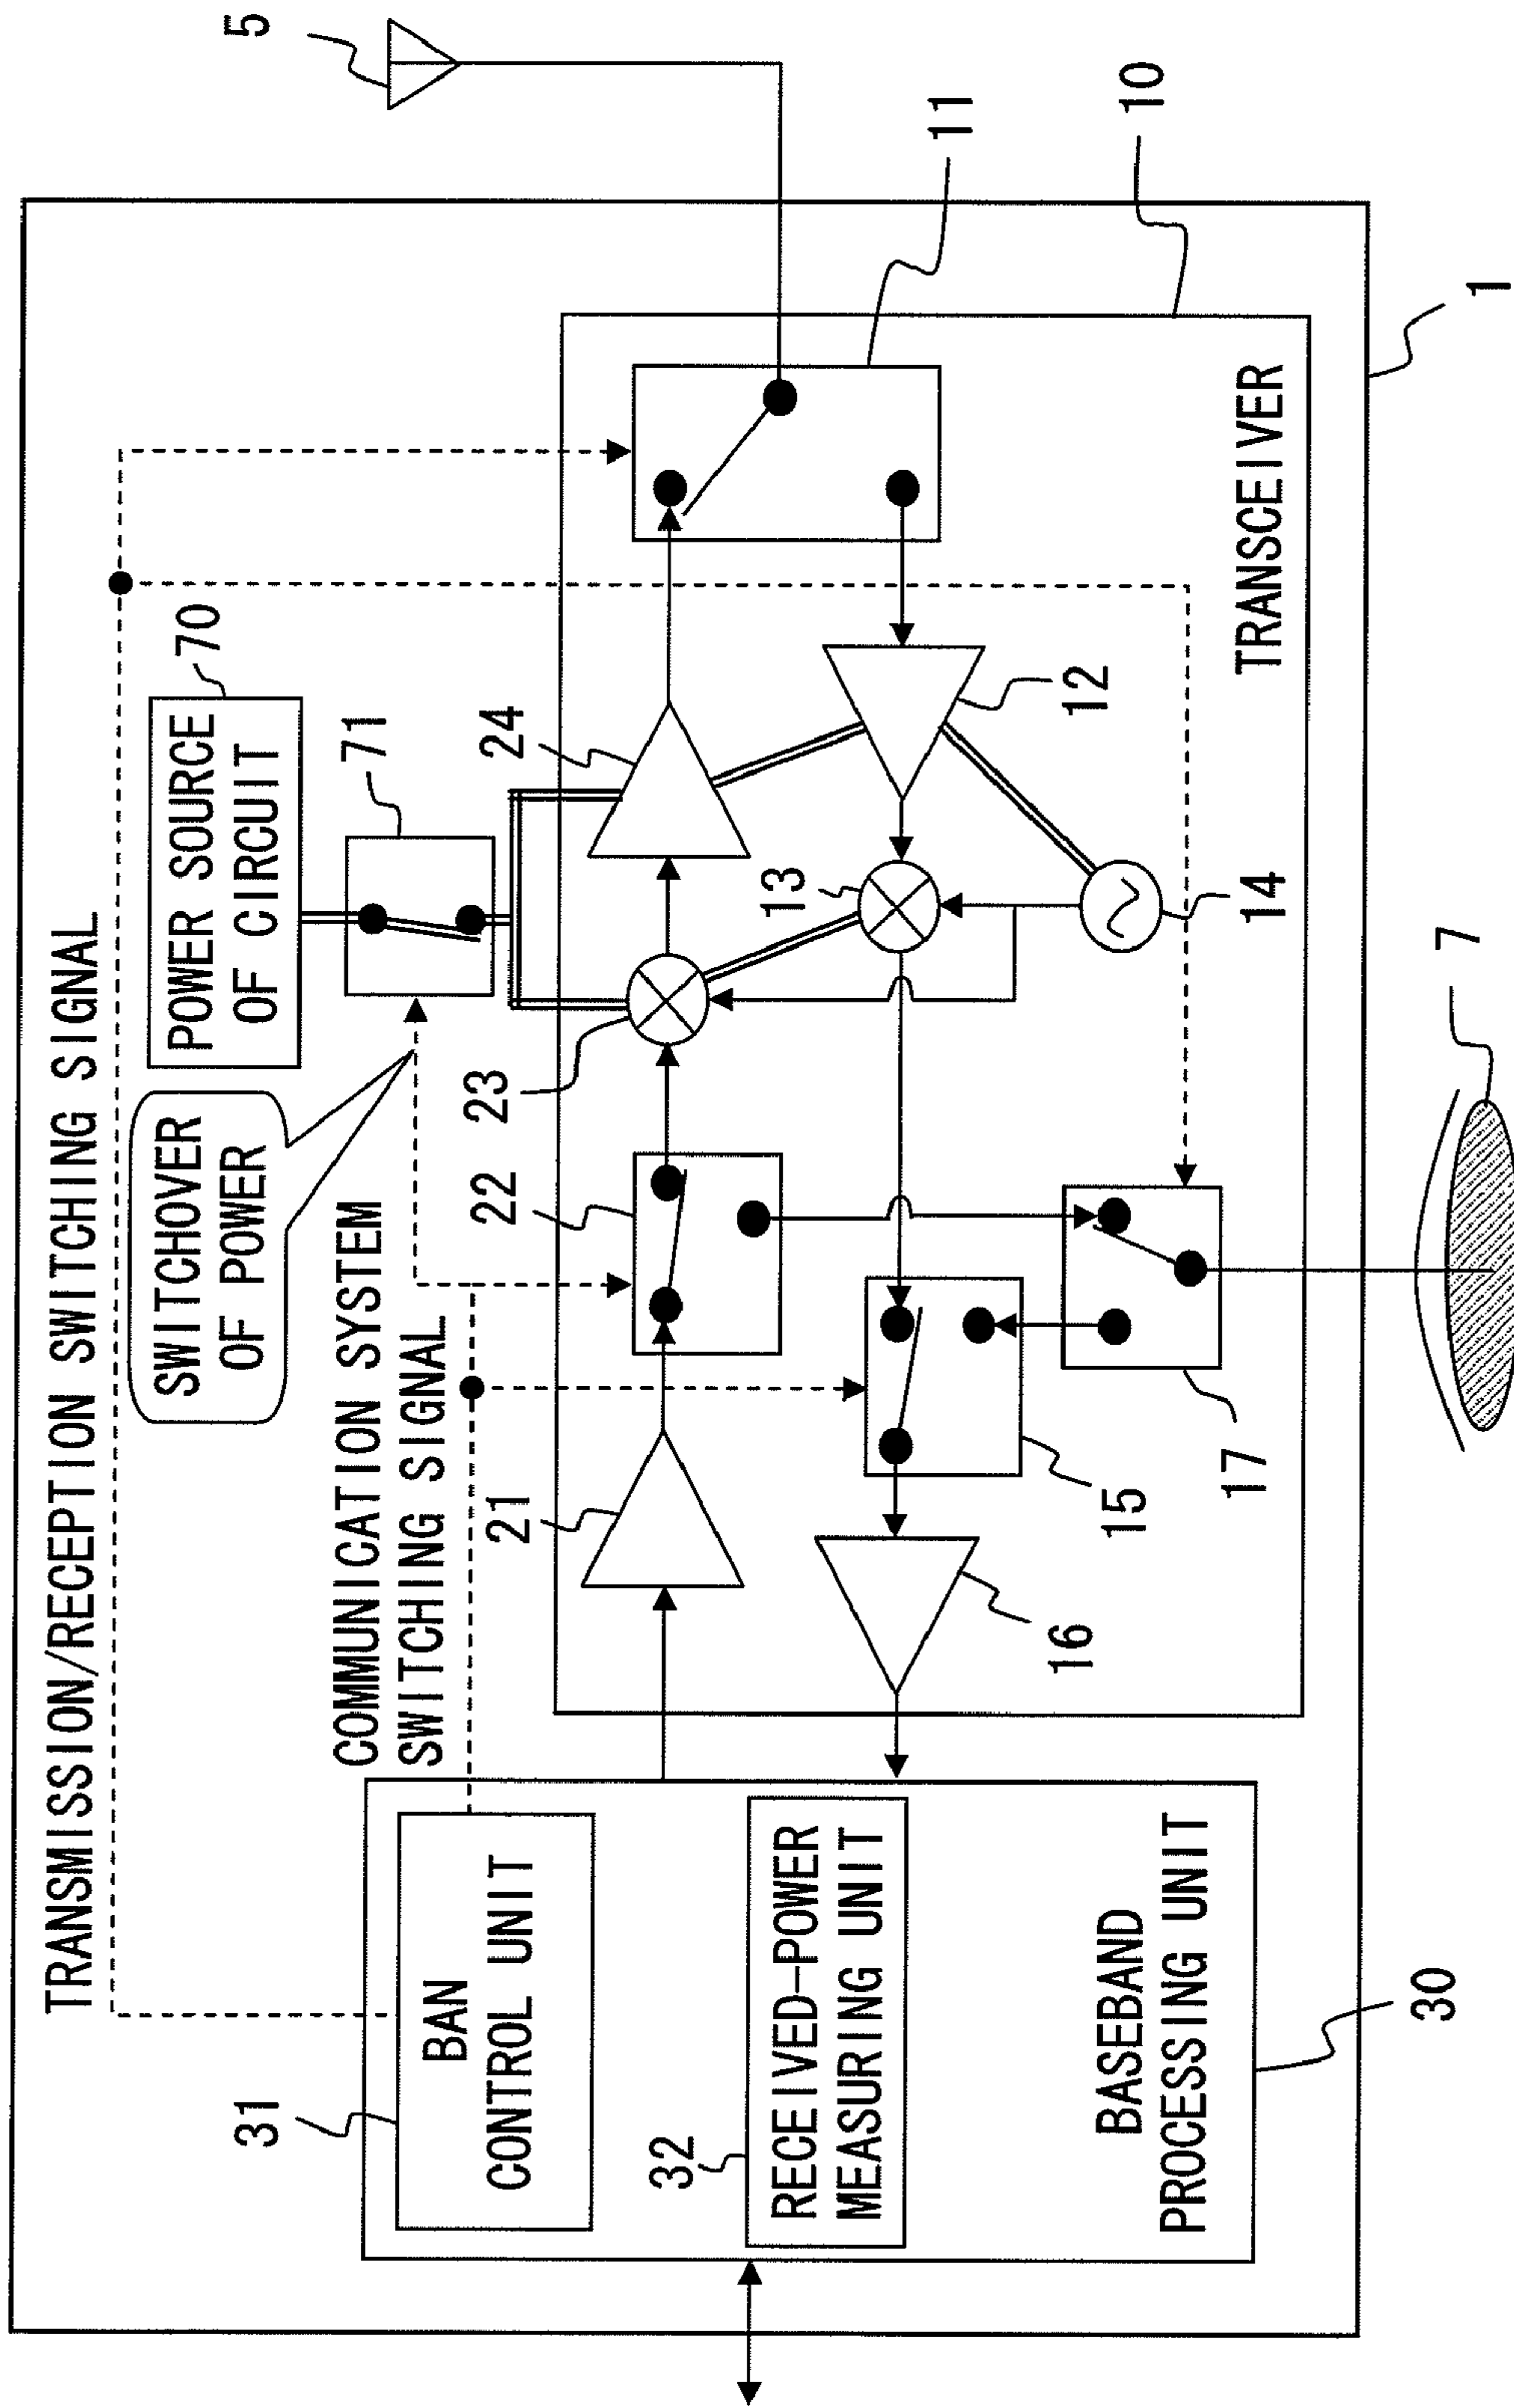 TRANSMISSION/RECEPTION SWITCHING SIGNAL
5
POWER SOURCE
OF CIRCUIT
70
SWITCHOVER
OF POWER
71
COMMUNICATION SYSTEM
SWITCHING SIGNAL
31
BAN
CONTROL UNIT
21
22
23
24
11
10
13
12
32
RECEIVED-POWER
MEASURING UNIT
16
15
14
17
TRANSCEIVER
BASEBAND
PROCESSING UNIT
30
7
1